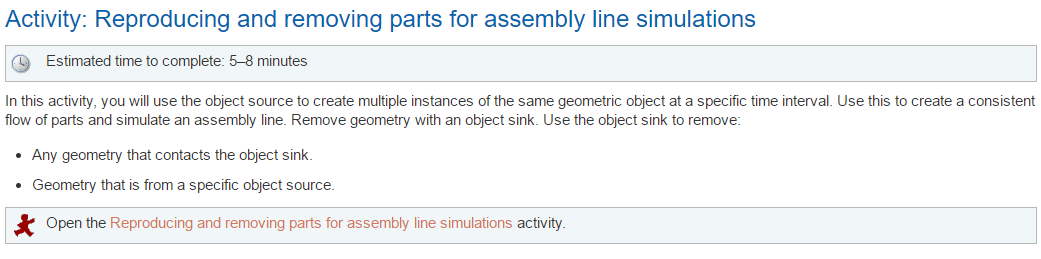 Activity: Reproducing and removing parts for assembly line simulations
Estimated time to complete: 5–8 minutes
In this activity, you will use the object source to create multiple instances of the same geometric object at a specific time interval. Use this to create a consistent
flow of parts and simulate an assembly line. Remove geometry with an object sink. Use the object sink to remove:
• Any geometry that contacts the object sink.
• Geometry that is from a specific object source.
Open the Reproducing and removing parts for assembly line simulations activity.